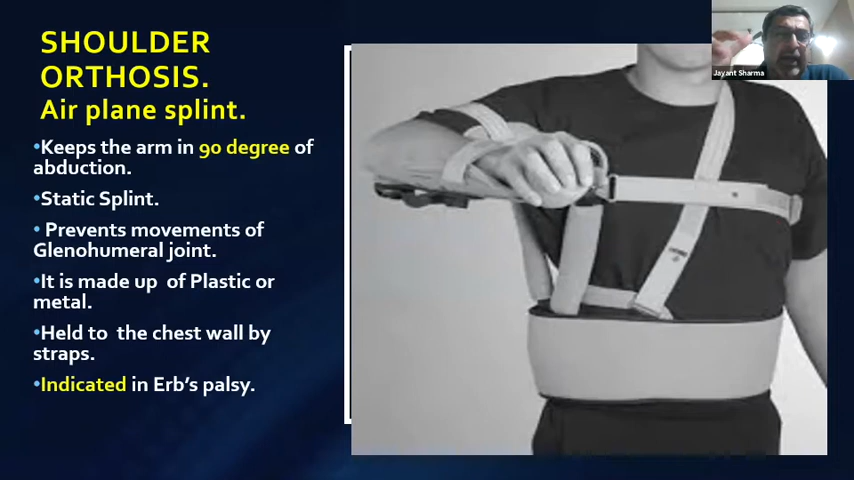 SHOULDER
ORTHOSIS.
Air plane splint.
•Keeps the arm in 90 degree of
abduction.
•Static Splint.
• Prevents movements of
Glenohumeral joint.
•It is made up of Plastic or
metal.
•Held to the chest wall by
straps.
•Indicated in Erb's palsy.
Jayant Sharma